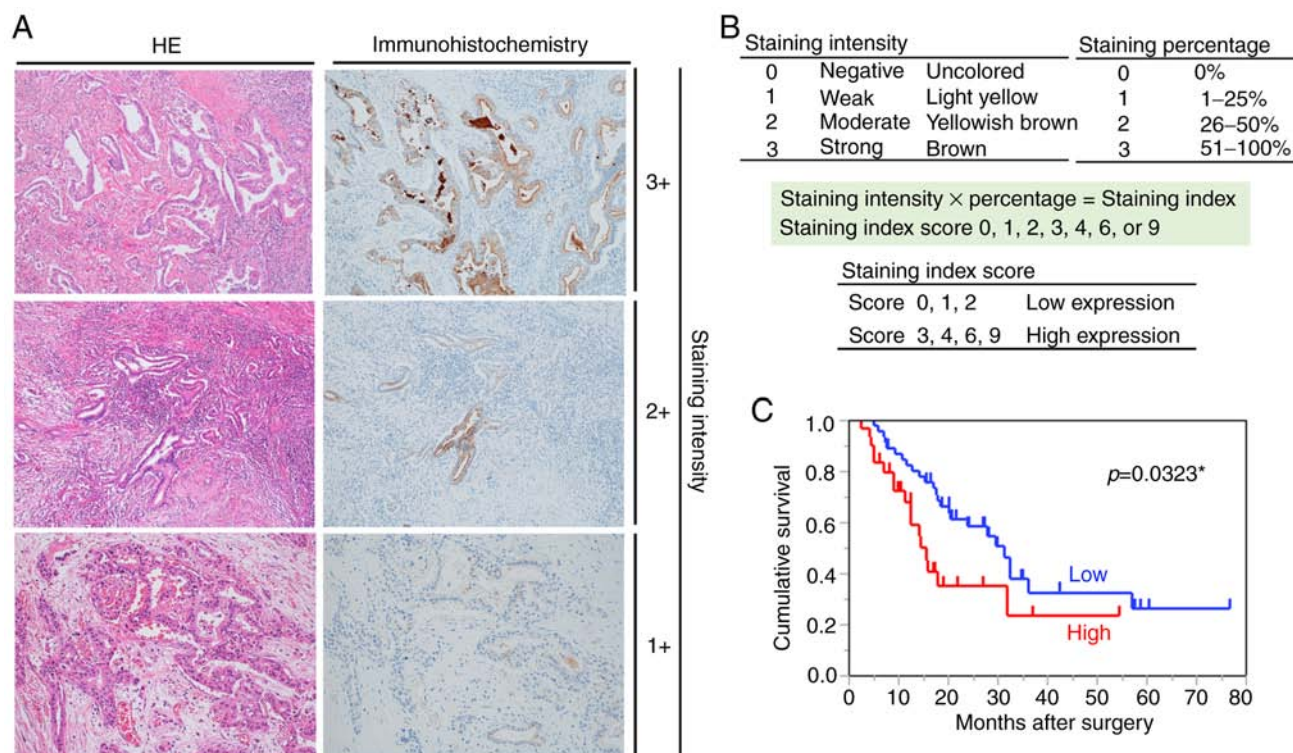 A
HE
Immunohistochemistry
3+
2+
1+
Staining intensity
B
Staining intensity
0 Negative Uncolored
1 Weak Light yellow
2 Moderate Yellowish brown
3 Strong Brown
Staining percentage
0 0%
1 1–25%
2 26–50%
3 51–100%
Staining intensity × percentage = Staining index
Staining index score 0, 1, 2, 3, 4, 6, or 9
Staining index score
Score 0, 1, 2 Low expression
Score 3, 4, 6, 9 High expression
C
Cumulative survival
1.0
0.8
0.6
0.4
0.2
0.0
p=0.0323*
Low
High
0 10 20 30 40 50 60 70 80
Months after surgery